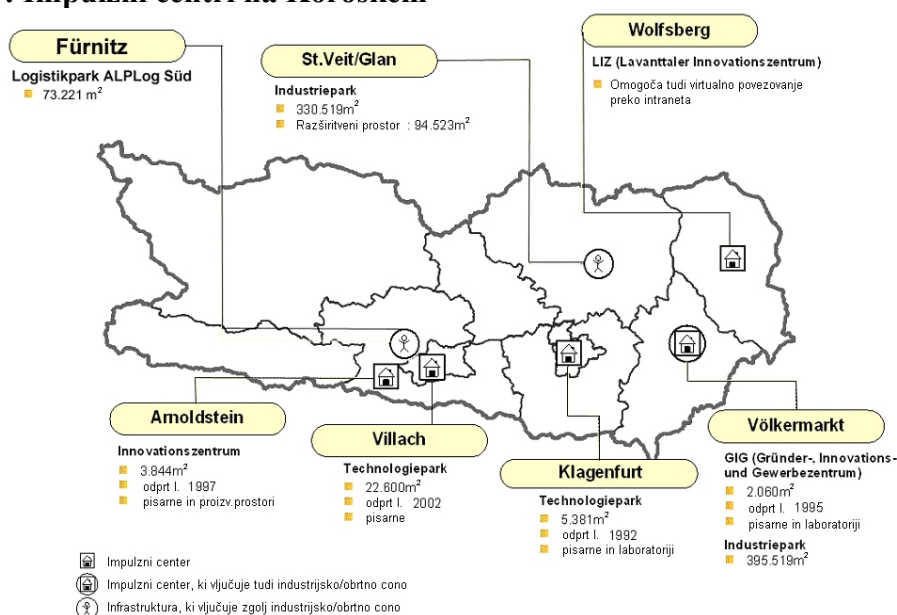 . Impulzni centri na Koroškem
Fürnitz
Logistikpark ALPLog Süd
73.221 m²
St.Veit/Glan
Industriepark
330.519m²
Razširitveni prostor : 94.523m²
Wolfsberg
LIZ (Lavanttaler Innovationszentrum)
Omogoča tudi virtualno povezovanje
preko intraneta
Arnoldstein
Innovationszentrum
3.844m²
odprt l. 1997
pisarne in proizv.prostori
Villach
Technologiepark
22.600m²
odprt l. 2002
pisarne
Klagenfurt
Technologiepark
5.381m²
odprt l. 1992
pisarne in laboratoriji
Völkermarkt
GIG (Gründer-, Innovations-
und Gewerbezentrum)
2.060m²
odprt l. 1995
pisarne in laboratoriji
Industriepark
395.519m²
Impulzni center
Impulzni center, ki vljučuje tudi industrijsko/obrtno cono
Infrastruktura, ki vključuje zgolj industrijsko/obrtno cono